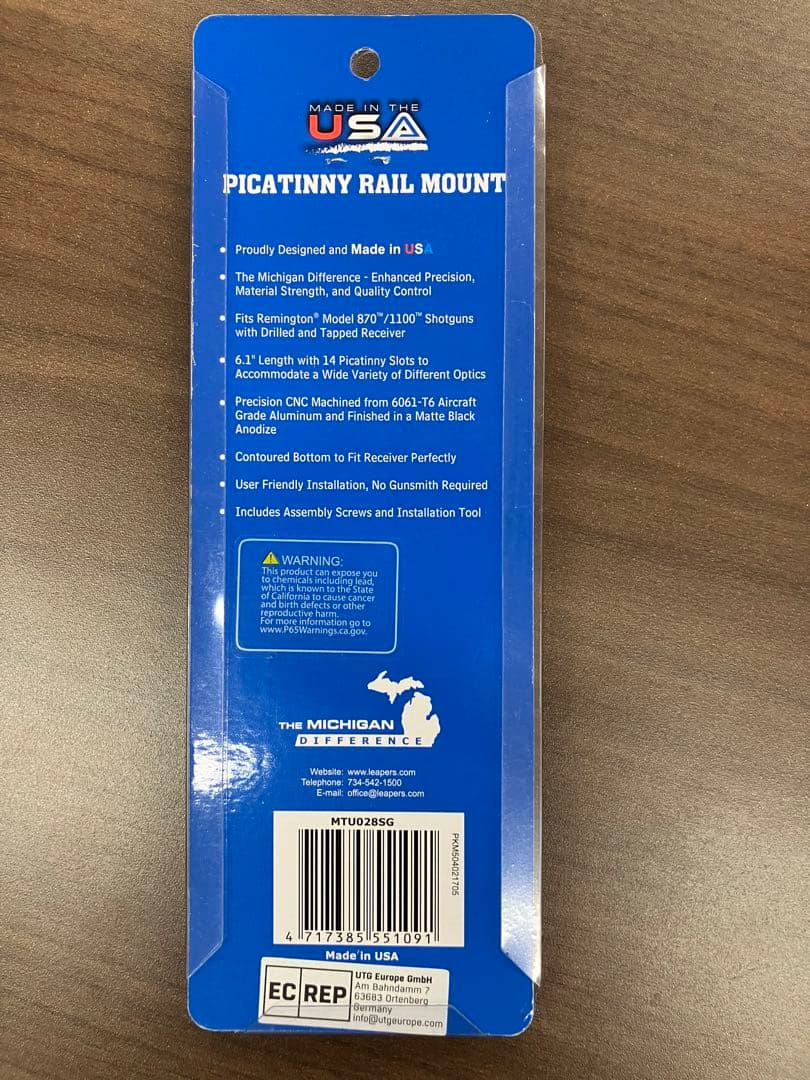 MADE IN THE
USA
PICATINNY RAIL MOUNT
• Proudly Designed and Made in USA
• The Michigan Difference - Enhanced Precision,
Material Strength, and Quality Control
• Fits Remington® Model 870™/1100™ Shotguns
with Drilled and Tapped Receiver
• 6.1" Length with 14 Picatinny Slots to
Accommodate a Wide Variety of Different Optics
• Precision CNC Machined from 6061-T6 Aircraft
Grade Aluminum and Finished in a Matte Black
Anodize
• Contoured Bottom to Fit Receiver Perfectly
• User Friendly Installation, No Gunsmith Required
• Includes Assembly Screws and Installation Tool
WARNING:
This product can expose you
to chemicals including lead,
which is known to the State
of California to cause cancer
and birth defects or other
reproductive harm.
For more information go to
www.P65Warnings.ca.gov.
THE MICHIGAN
DIFFERENCE
Website: www.leapers.com
Telephone: 734-542-1500
E-mail: office@leapers.com
MTU028SG
PKM504021705
4 717385 551091
Made in USA
EC REP
UTG Europe GmbH
Am Bahndamm 7
63683 Ortenberg
Germany
info@utgeurope.com